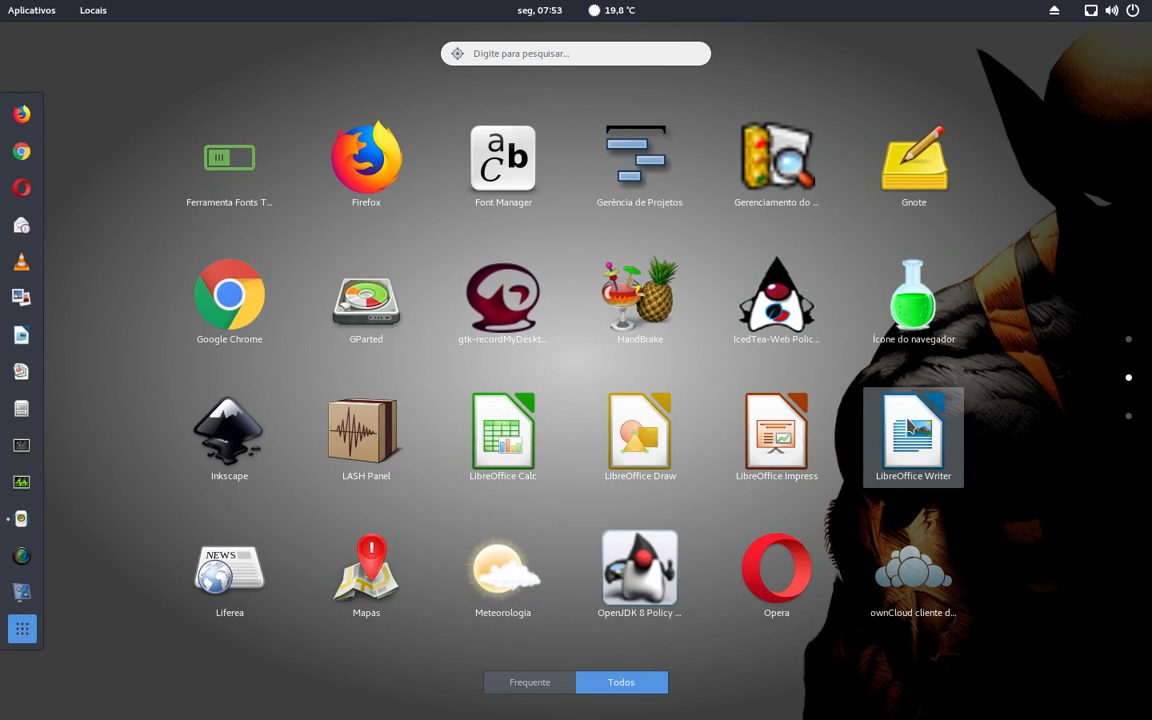 Aplicativos
Locais
seg, 07:53
19,8 °C
Digite para pesquisar...
Ferramenta Fonts T...
Firefox
Font Manager
Gerência de Projetos
Gerenciamento do ...
Gnote
Google Chrome
GParted
gtk-recordMyDeskt...
HandBrake
IcedTea-Web Polic...
Ícone do navegador
Inkscape
LASH Panel
LibreOffice Calc
LibreOffice Draw
LibreOffice Impress
LibreOffice Writer
NEWS
Liferea
Mapas
Meteorologia
OpenJDK 8 Policy ...
Opera
ownCloud cliente d...
Frequente
Todos